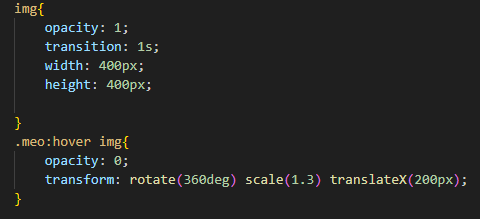 img{
    opacity: 1;
    transition: 1s;
    width: 400px;
    height: 400px;

}
.meo:hover img{
    opacity: 0;
    transform: rotate(360deg) scale(1.3) translateX(200px);
}